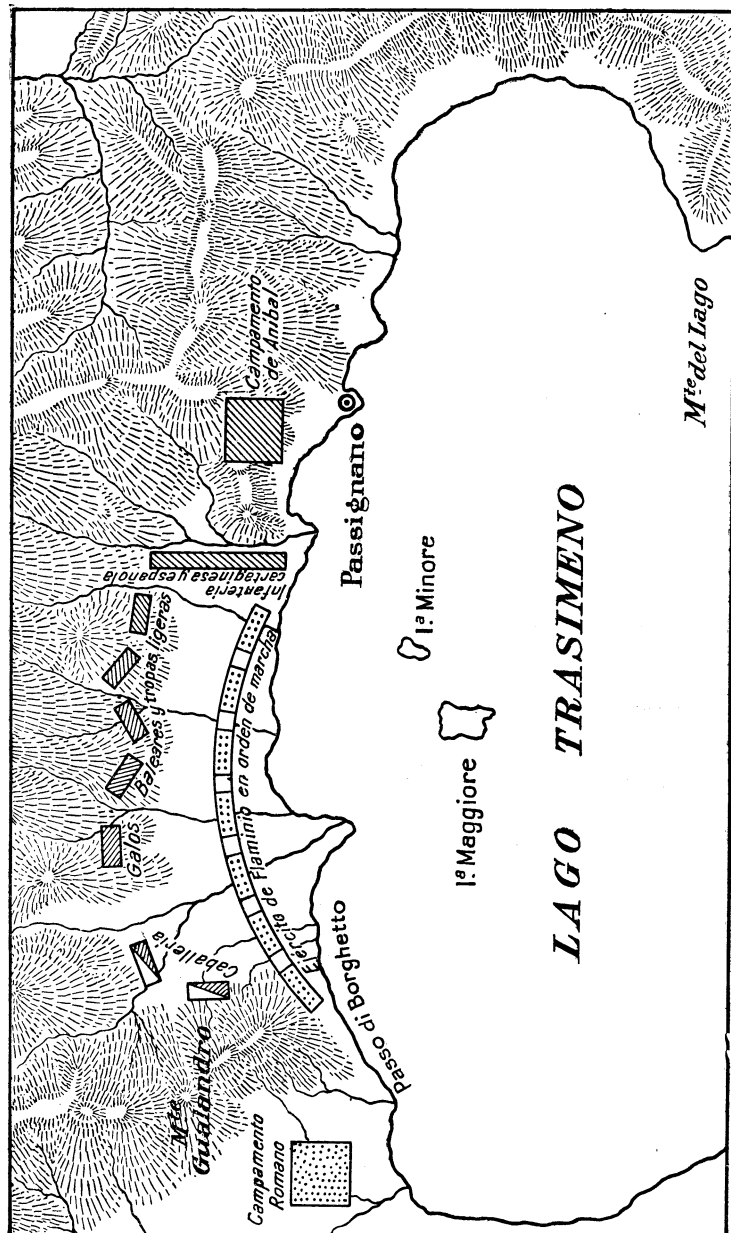 Campamento
Romano
Mte
Gualandro
Caballería
Galos
Baleares y tropas ligeras
Infantería
cartaginesa y española
Campamento
de Aníbal
Ejército de Flaminio en orden de marcha
Passo di Borghetto
Passignano
Iª Maggiore
Iª Minore
LAGO TRASIMENO
Mte del Lago